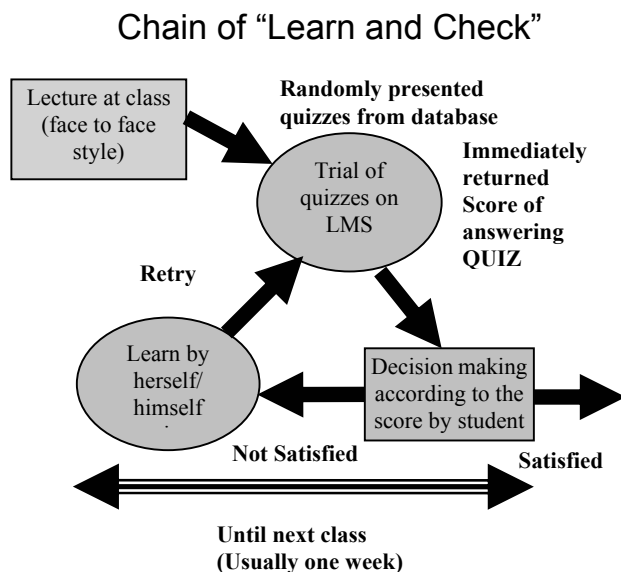 Chain of “Learn and Check”
Lecture at class
(face to face
style)
Randomly presented
quizzes from database
Trial of
quizzes on
LMS
Immediately
returned
Score of
answering
QUIZ
Retry
Learn by
herself/
himself
.
Decision making
according to the
score by student
Not Satisfied
Satisfied
Until next class
(Usually one week)